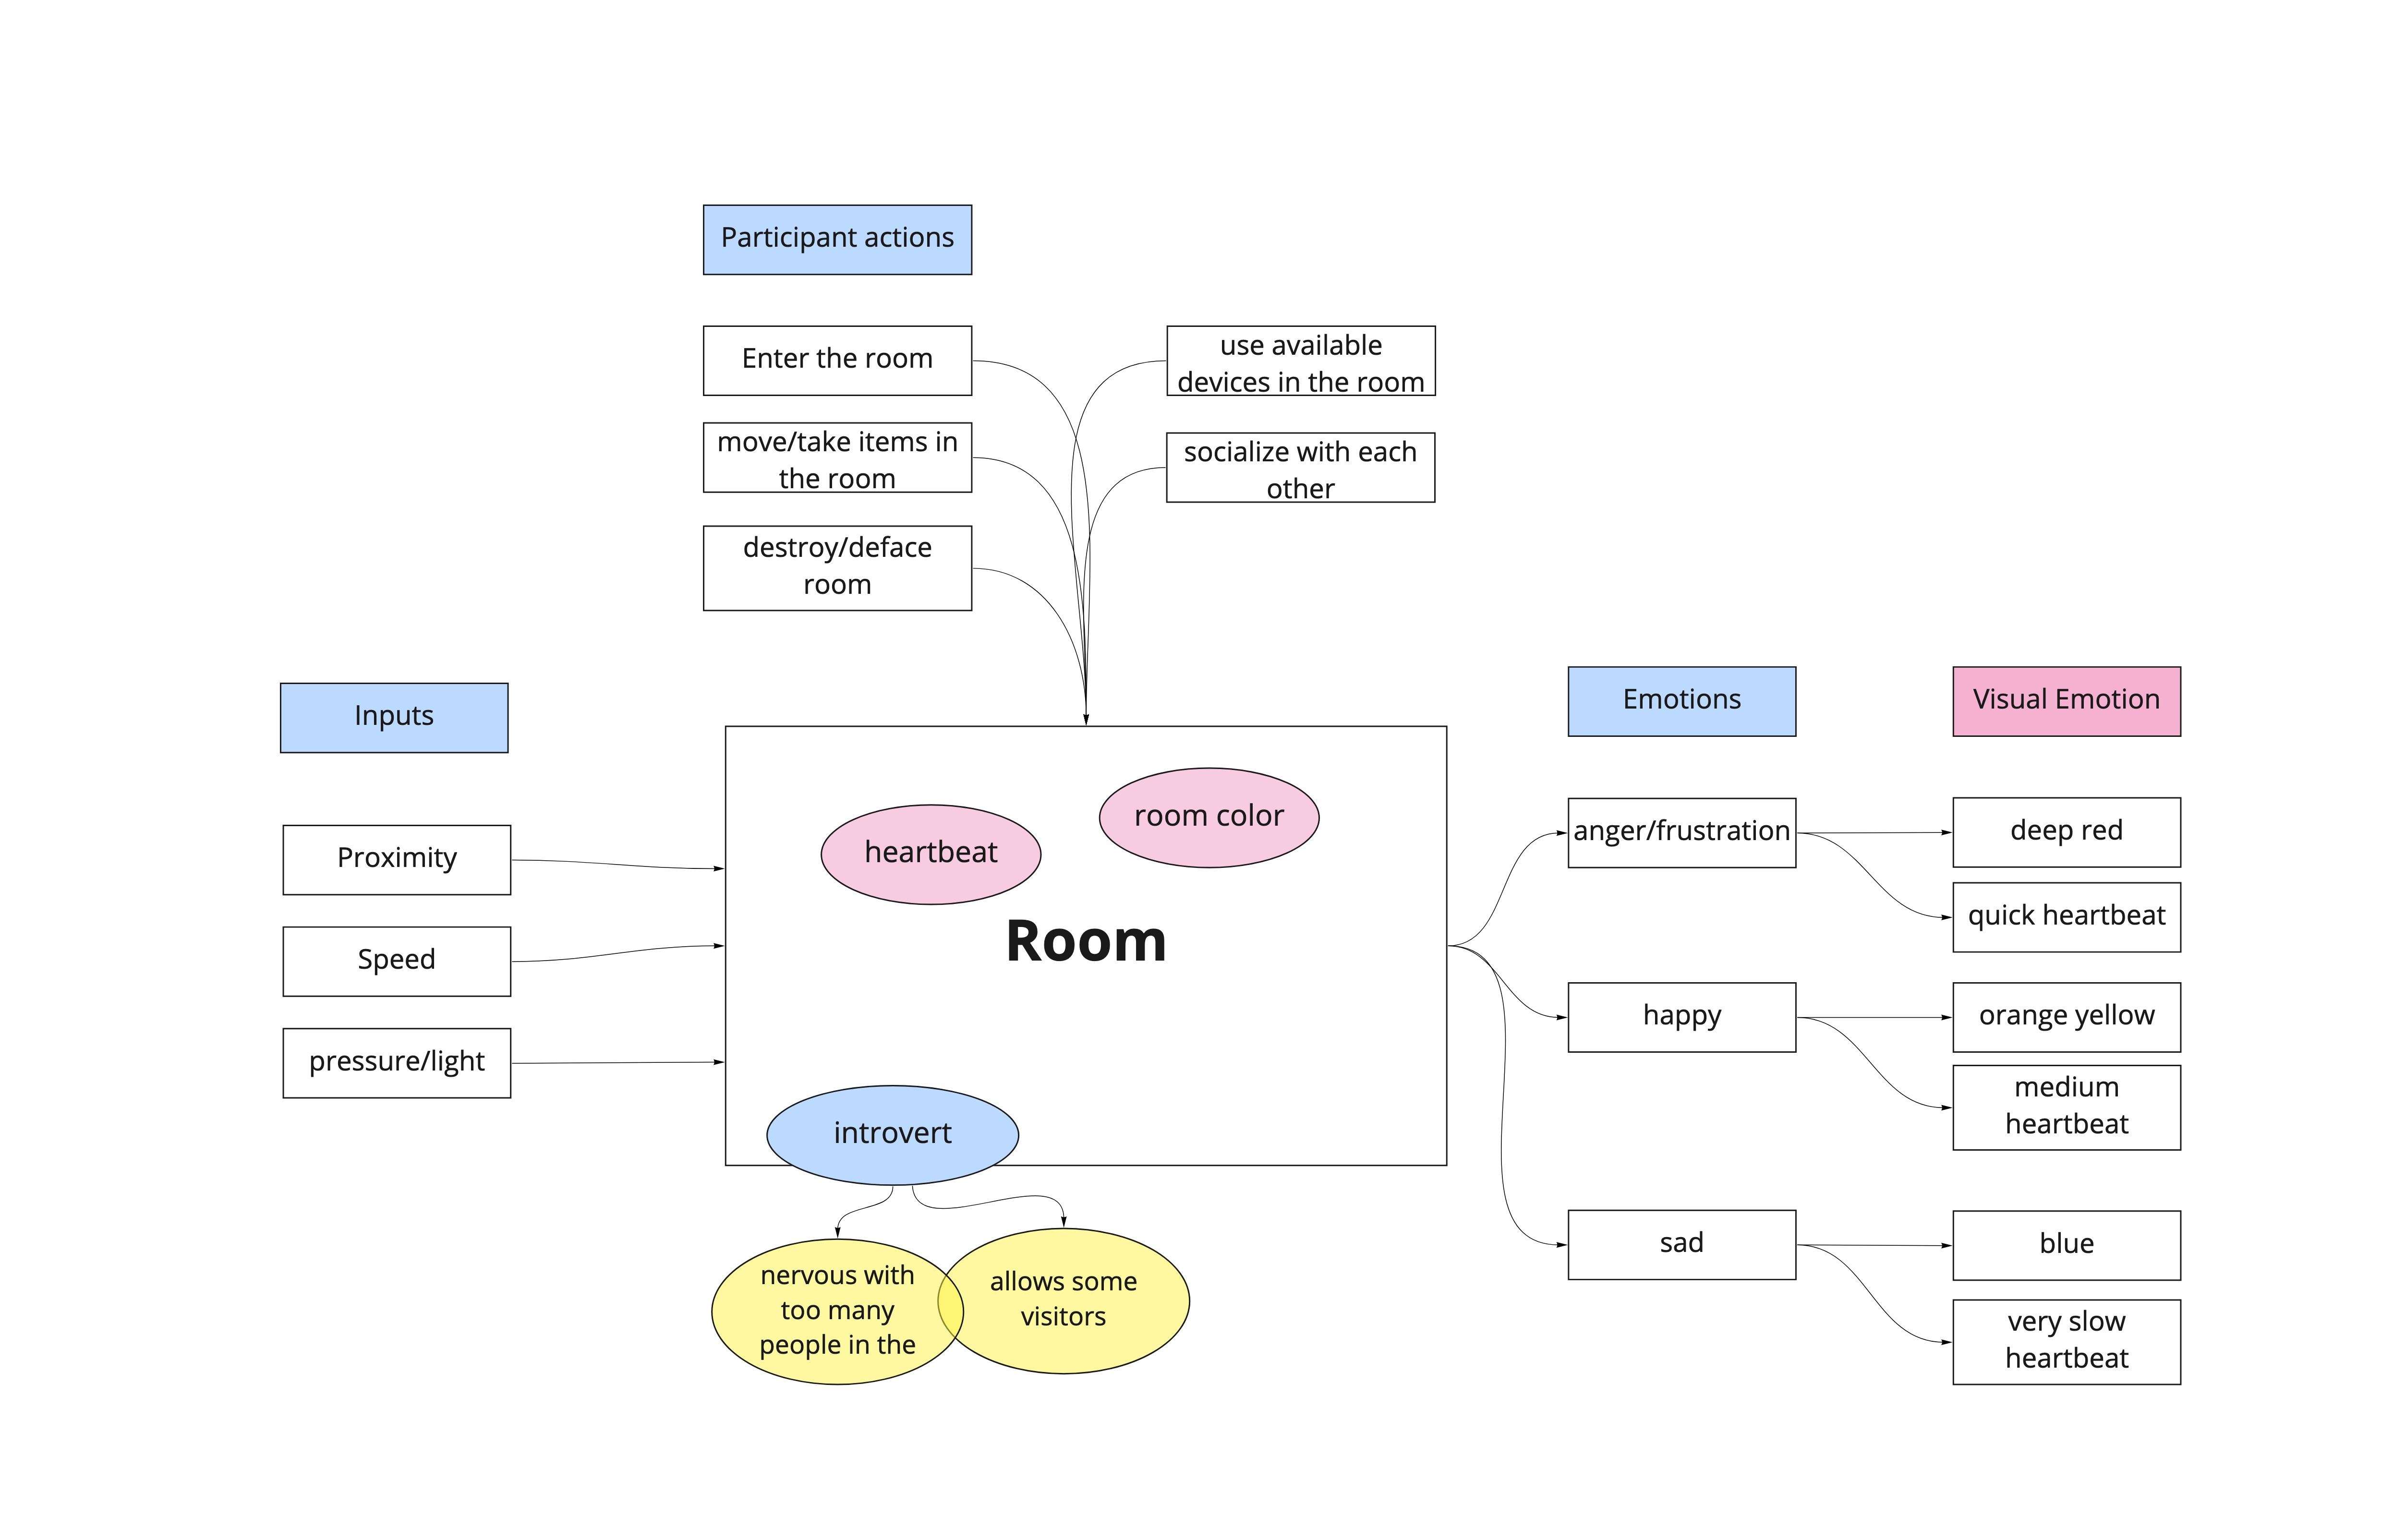 Participant actions
Enter the room
use available
devices in the room
move/take items in
the room
socialize with each
other
destroy/deface
room
Inputs
Proximity
Speed
pressure/light
heartbeat
room color
Room
introvert
nervous with
too many
people in the
allows some
visitors
Emotions
Visual Emotion
anger/frustration
deep red
quick heartbeat
happy
orange yellow
medium
heartbeat
sad
blue
very slow
heartbeat